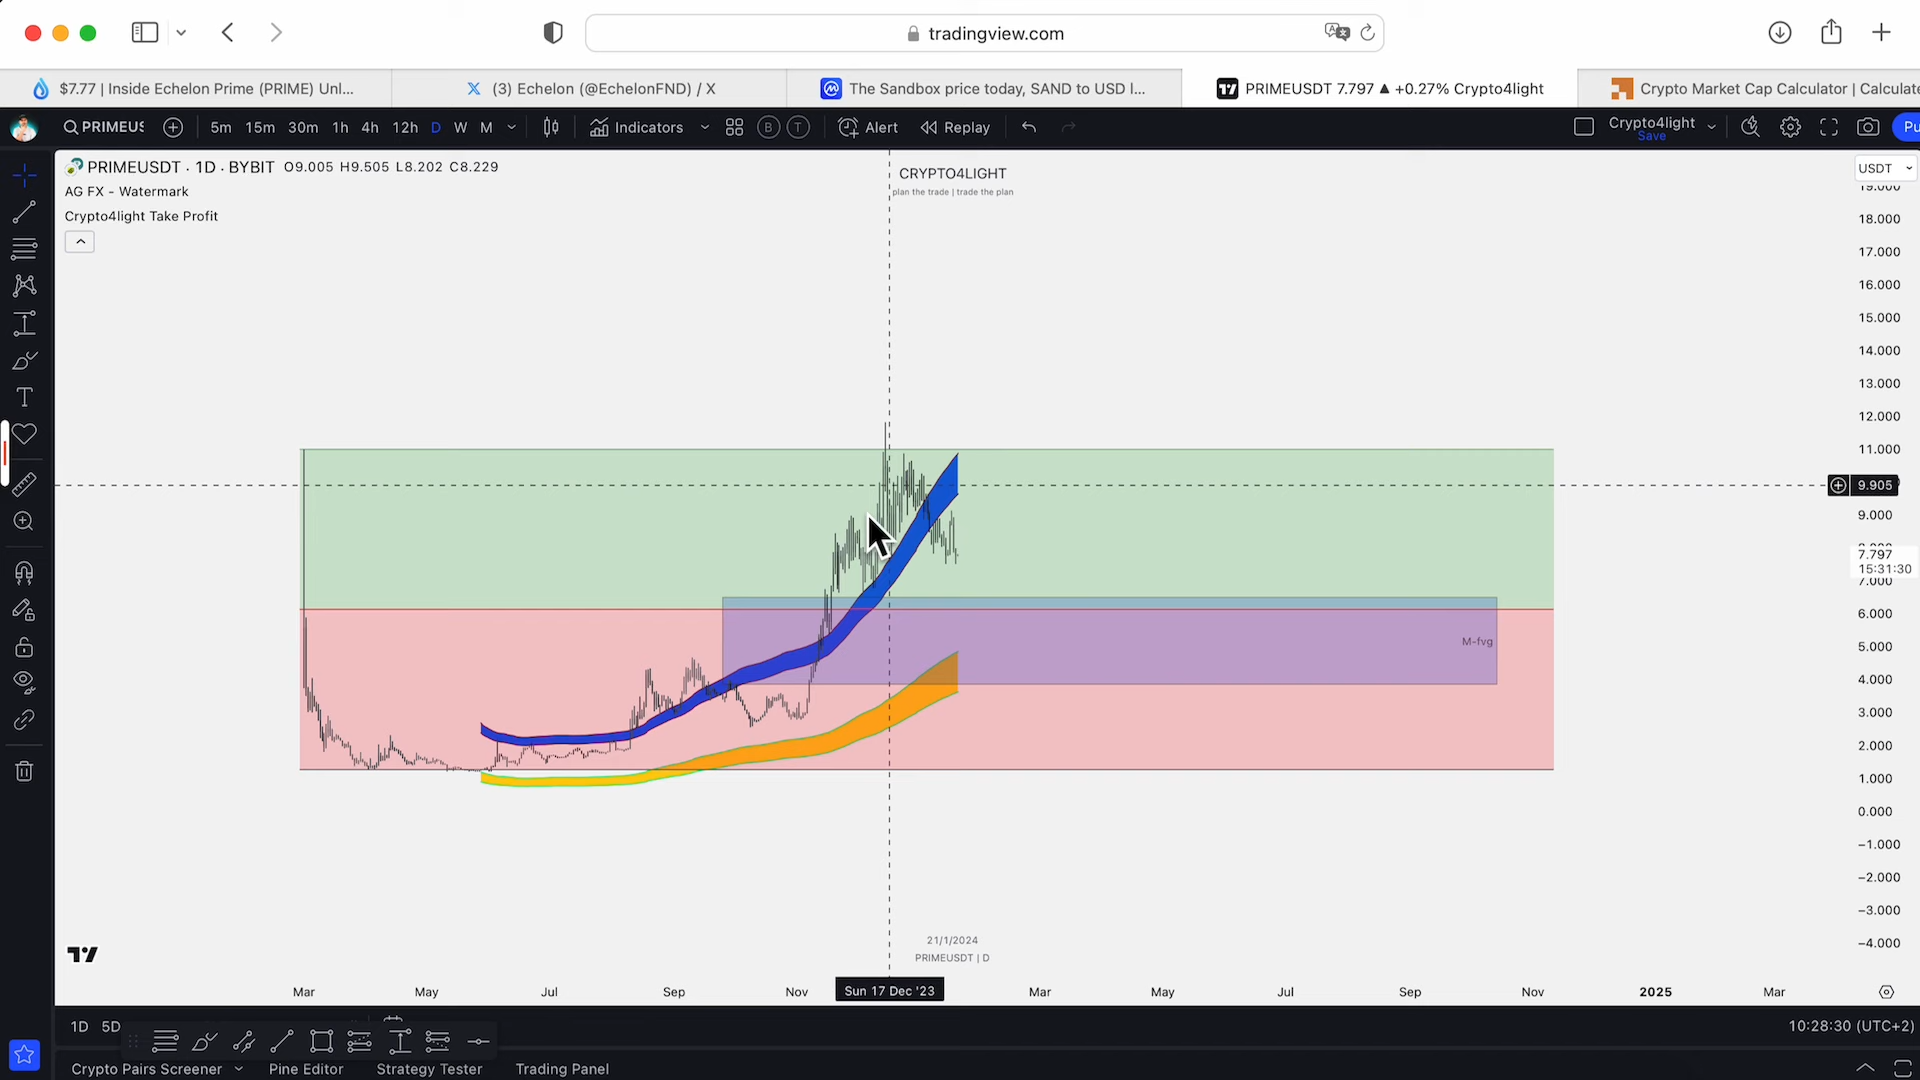 tradingview.com
$7.77 | Inside Echelon Prime (PRIME) Unl...
(3) Echelon (@EchelonFND) / X
The Sandbox price today, SAND to USD l...
PRIMEUSDT 7.797 ▲ +0.27% Crypto4light
Crypto Market Cap Calculator | Calculate
PRIMEUS
5m 15m 30m 1h 4h 12h D W M
Indicators
B T
Alert
Replay
Crypto4light
Save
Pu
PRIMEUSDT · 1D · BYBIT O9.005 H9.505 L8.202 C8.229
AG FX - Watermark
Crypto4light Take Profit
CRYPTO4LIGHT
plan the trade | trade the plan
USDT
19.000
18.000
17.000
16.000
15.000
14.000
13.000
12.000
11.000
9.905
9.000
7.797
15:31:30
7.000
6.000
M-fvg
5.000
4.000
3.000
2.000
1.000
0.000
−1.000
−2.000
−3.000
−4.000
21/1/2024
PRIMEUSDT | D
Mar May Jul Sep Nov Sun 17 Dec '23 Mar May Jul Sep Nov 2025 Mar
1D 5D
10:28:30 (UTC+2)
Crypto Pairs Screener Pine Editor Strategy Tester Trading Panel